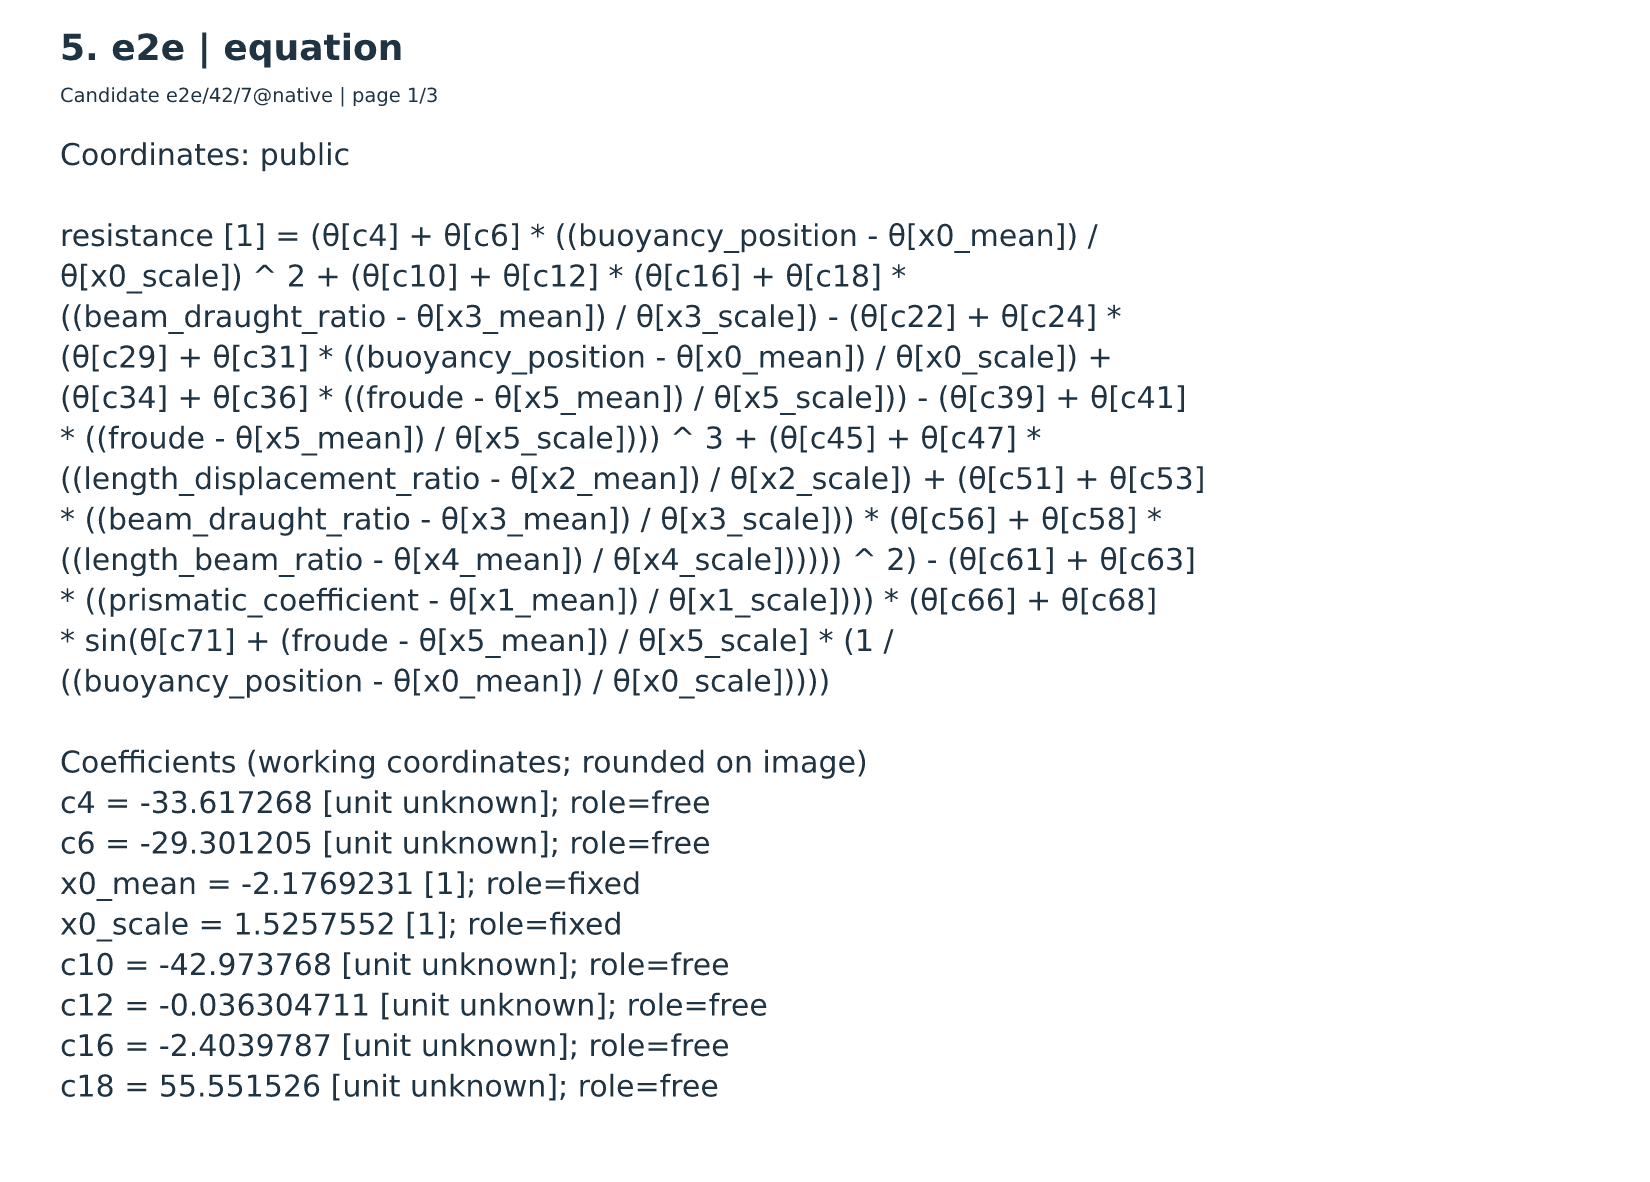 5. e2e | equation
Candidate e2e/42/7@native | page 1/3
Coordinates: public
resistance [1] = (θ[c4] + θ[c6] * ((buoyancy_position - θ[x0_mean]) /
θ[x0_scale]) ^ 2 + (θ[c10] + θ[c12] * (θ[c16] + θ[c18] *
((beam_draught_ratio - θ[x3_mean]) / θ[x3_scale]) - (θ[c22] + θ[c24] *
(θ[c29] + θ[c31] * ((buoyancy_position - θ[x0_mean]) / θ[x0_scale]) +
(θ[c34] + θ[c36] * ((froude - θ[x5_mean]) / θ[x5_scale])) - (θ[c39] + θ[c41]
* ((froude - θ[x5_mean]) / θ[x5_scale]))) ^ 3 + (θ[c45] + θ[c47] *
((length_displacement_ratio - θ[x2_mean]) / θ[x2_scale]) + (θ[c51] + θ[c53]
* ((beam_draught_ratio - θ[x3_mean]) / θ[x3_scale])) * (θ[c56] + θ[c58] *
((length_beam_ratio - θ[x4_mean]) / θ[x4_scale])))))) ^ 2) - (θ[c61] + θ[c63]
* ((prismatic_coefficient - θ[x1_mean]) / θ[x1_scale]))) * (θ[c66] + θ[c68]
* sin(θ[c71] + (froude - θ[x5_mean]) / θ[x5_scale] * (1 /
((buoyancy_position - θ[x0_mean]) / θ[x0_scale]))))
Coefficients (working coordinates; rounded on image)
c4 = -33.617268 [unit unknown]; role=free
c6 = -29.301205 [unit unknown]; role=free
x0_mean = -2.1769231 [1]; role=fixed
x0_scale = 1.5257552 [1]; role=fixed
c10 = -42.973768 [unit unknown]; role=free
c12 = -0.036304711 [unit unknown]; role=free
c16 = -2.4039787 [unit unknown]; role=free
c18 = 55.551526 [unit unknown]; role=free